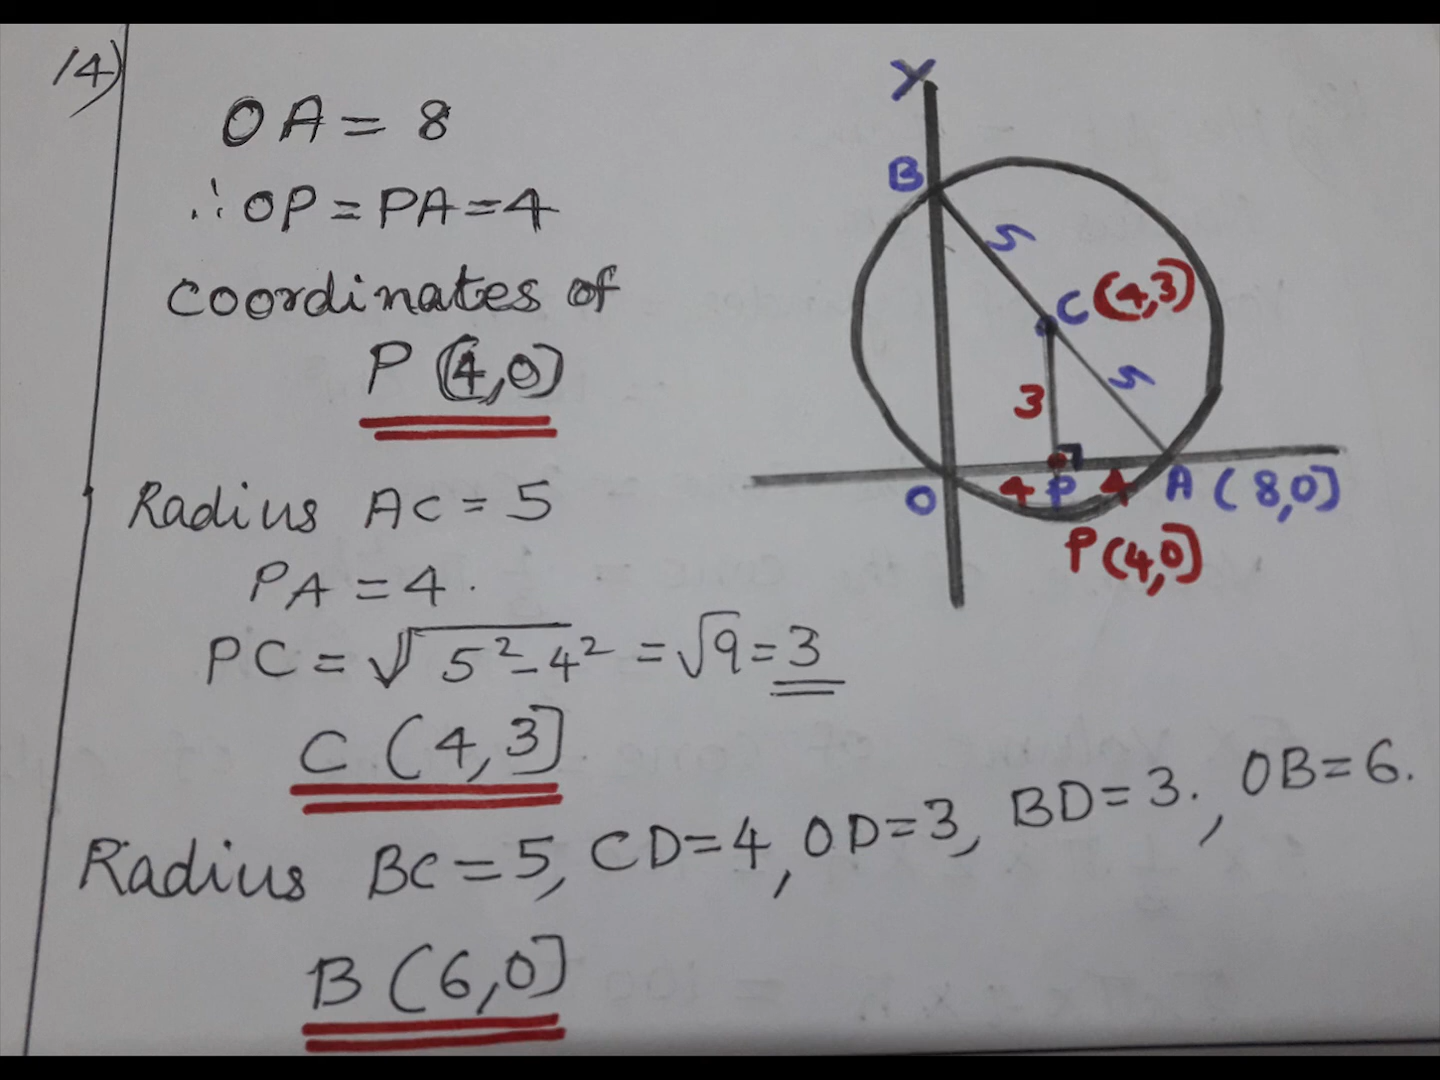 14)
OA = 8
∴ OP = PA = 4
Coordinates of
P (4,0)
Radius AC = 5
PA = 4.
PC = √5²-4² = √9 = 3
C (4,3)
Radius BC = 5, CD = 4, OD = 3, BD = 3., OB = 6.
B (6,0)
Y
B
5
C (4,3)
5
3
O 4 P 4 A (8,0)
P(4,0)